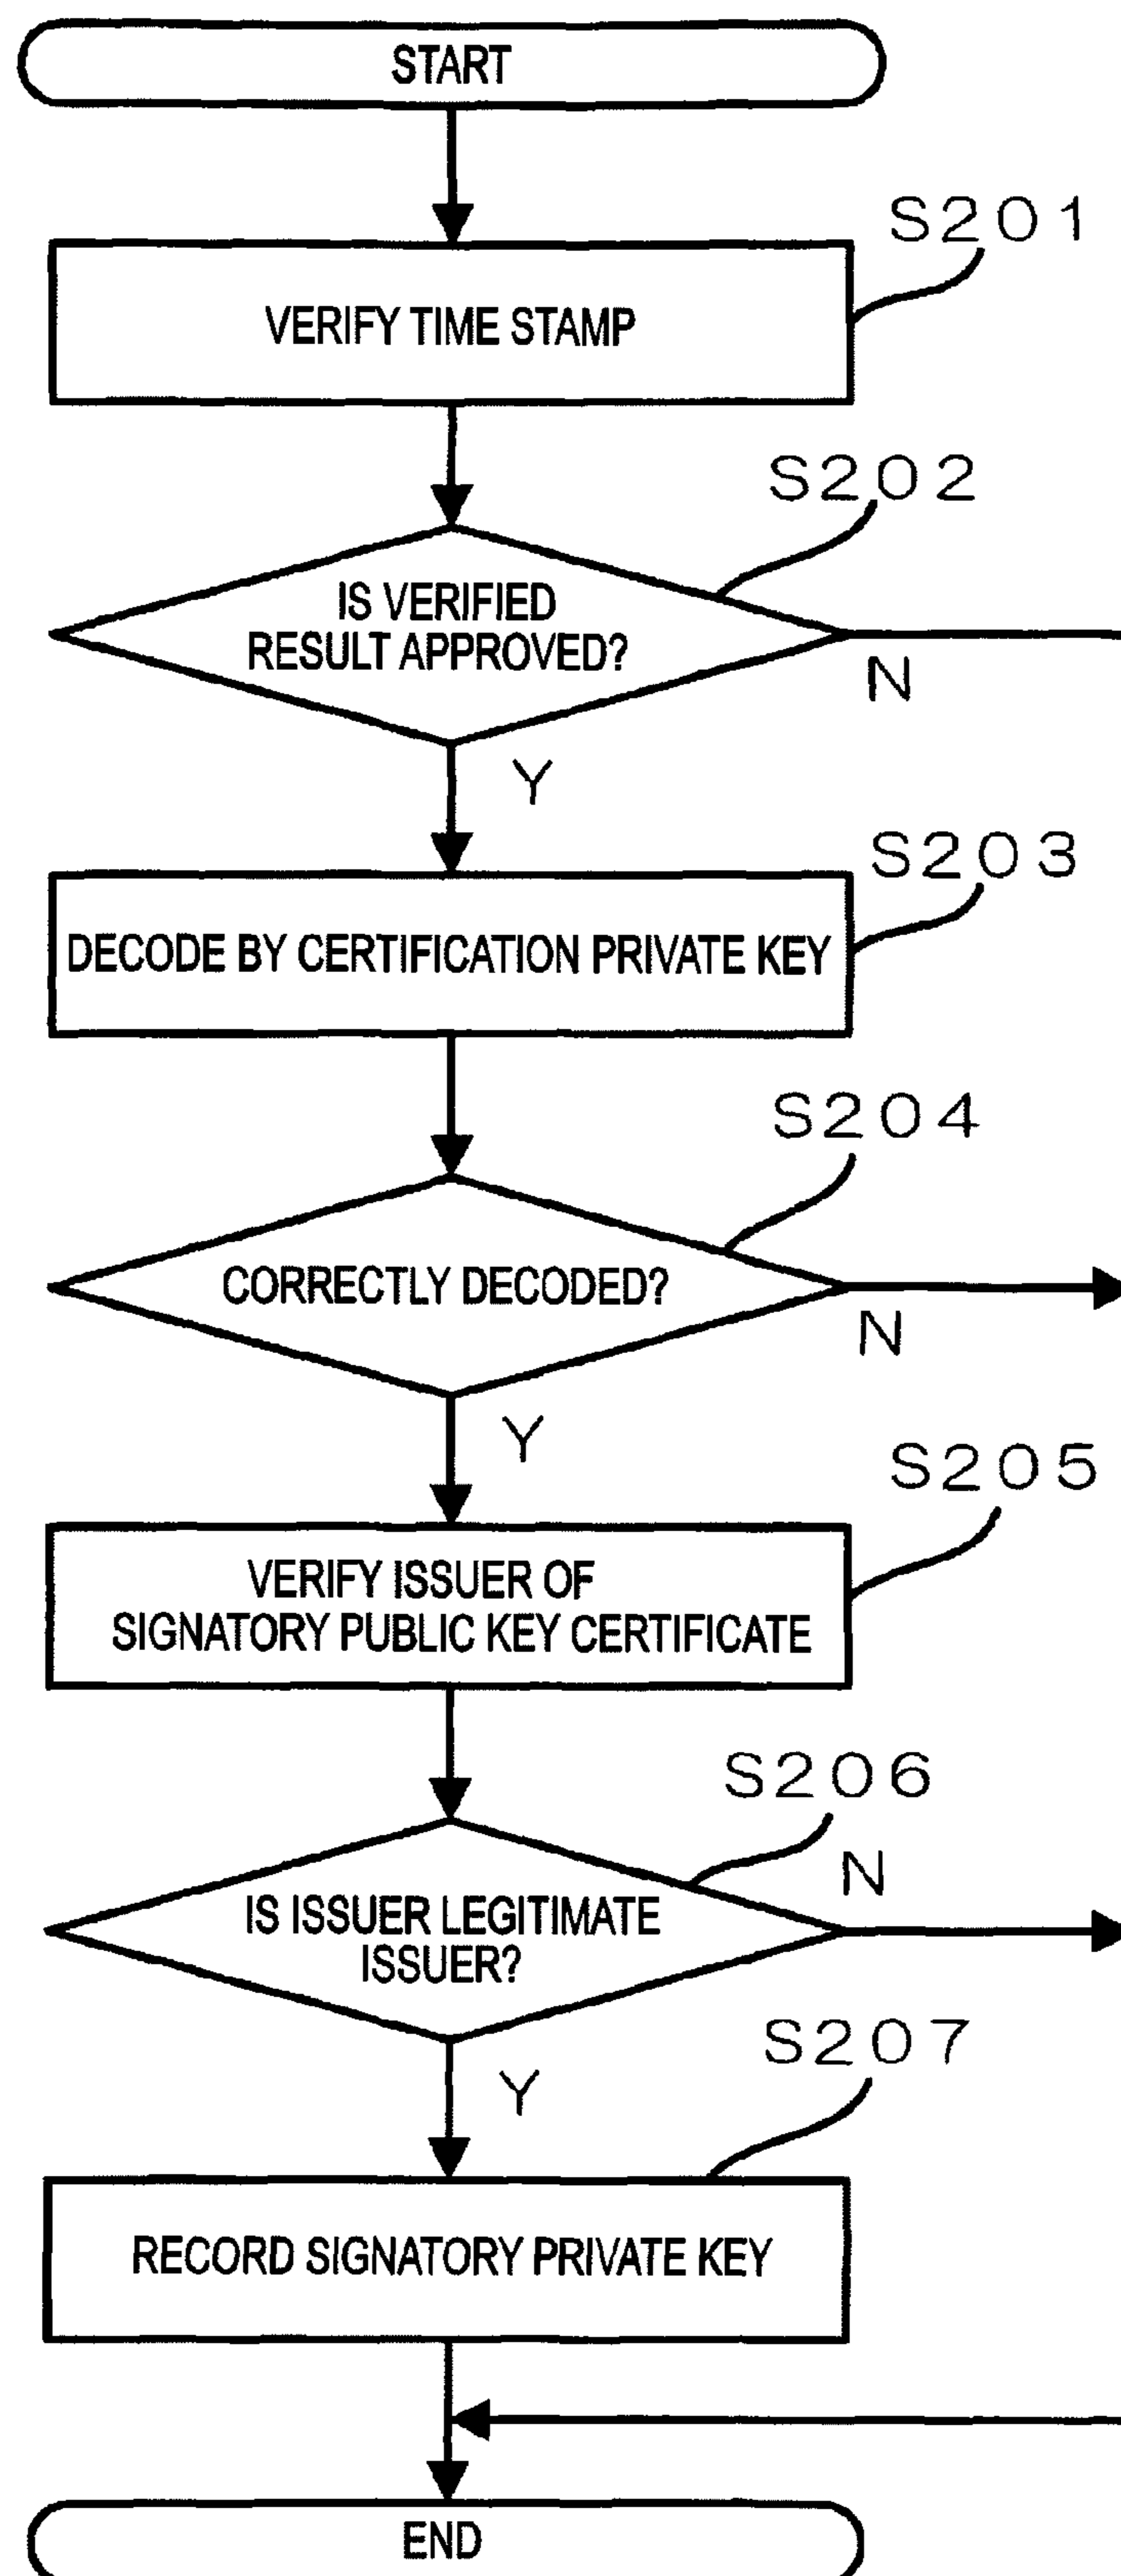 START
S201
VERIFY TIME STAMP
S202
IS VERIFIED
RESULT APPROVED?
N
Y
S203
DECODE BY CERTIFICATION PRIVATE KEY
S204
CORRECTLY DECODED?
N
Y
S205
VERIFY ISSUER OF
SIGNATORY PUBLIC KEY CERTIFICATE
S206
N
IS ISSUER LEGITIMATE
ISSUER?
S207
Y
RECORD SIGNATORY PRIVATE KEY
END